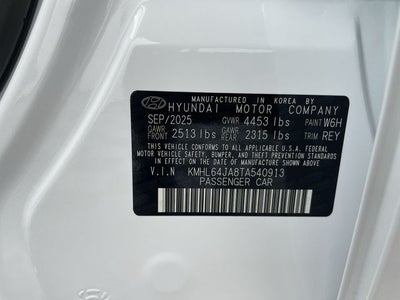 MANUFACTURED IN KOREA
HYUNDAI MOTOR COMPANY
SEP/2025 GVWR 4453 lbs PAINT W6H
GAWR FRONT 2513 lbs GAWR REAR 2315 lbs TRIM REY
THIS VEHICLE CONFORMS TO ALL APPLICABLE U.S.A. FEDERAL
MOTOR VEHICLE SAFETY, BUMPER, AND THEFT PREVENTION STANDARDS
IN EFFECT ON THE DATE OF MANUFACTURE SHOWN ABOVE.
V.I.N KMHL64JA8TA540913
PASSENGER CAR